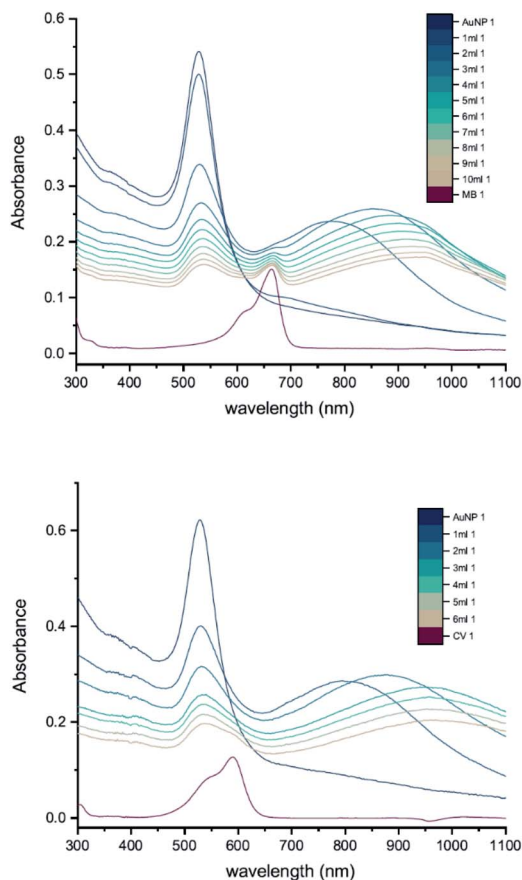 0.6
0.5
0.4
0.3
0.2
0.1
0.0
Absorbance
300 400 500 600 700 800 900 1000 1100
wavelength (nm)
AuNP 1
1ml 1
2ml 1
3ml 1
4ml 1
5ml 1
6ml 1
7ml 1
8ml 1
9ml 1
10ml 1
MB 1
0.6
0.4
0.2
0.0
Absorbance
300 400 500 600 700 800 900 1000 1100
wavelength (nm)
AuNP 1
1ml 1
2ml 1
3ml 1
4ml 1
5ml 1
6ml 1
CV 1